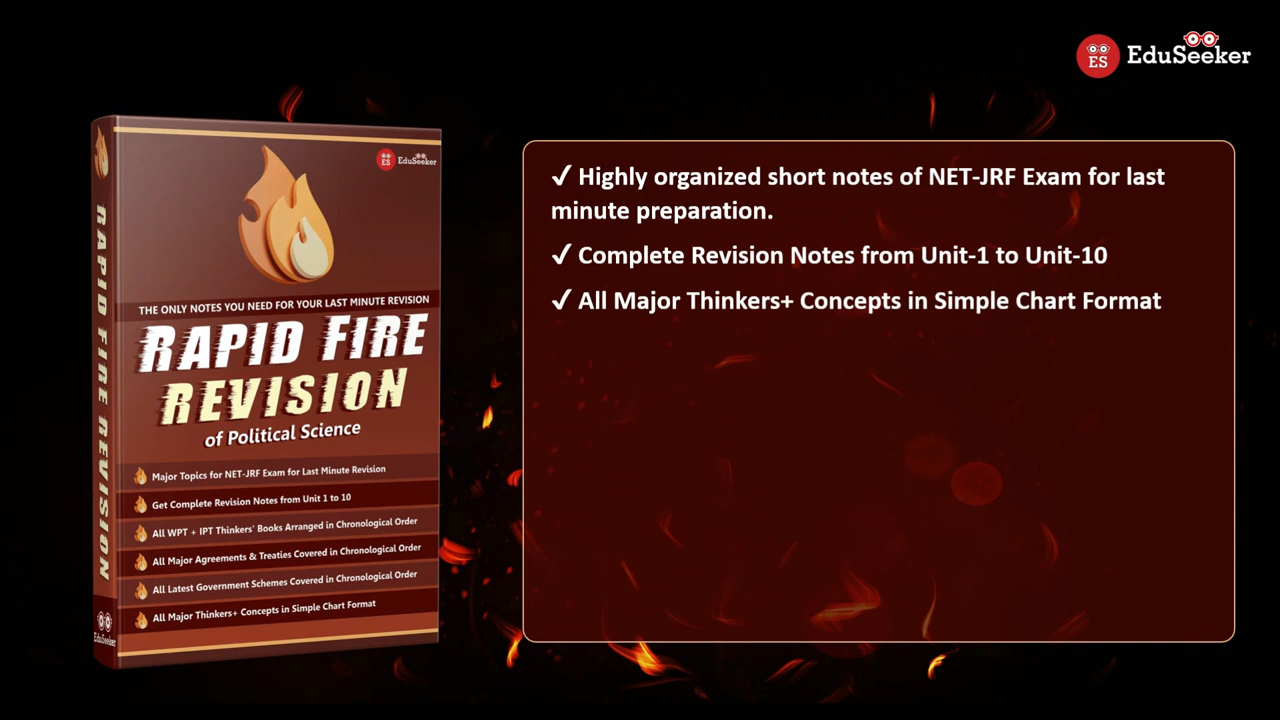 ES EduSeeker
ES EduSeeker
THE ONLY NOTES YOU NEED FOR YOUR LAST MINUTE REVISION
RAPID FIRE
REVISION
of Political Science
Major Topics for NET-JRF Exam for Last Minute Revision
Get Complete Revision Notes from Unit 1 to 10
All WPT + IPT Thinkers' Books Arranged in Chronological Order
All Major Agreements & Treaties Covered in Chronological Order
All Latest Government Schemes Covered in Chronological Order
All Major Thinkers+ Concepts in Simple Chart Format
RAPID FIRE REVISION
EduSeeker
✓ Highly organized short notes of NET-JRF Exam for last
minute preparation.
✓ Complete Revision Notes from Unit-1 to Unit-10
✓ All Major Thinkers+ Concepts in Simple Chart Format